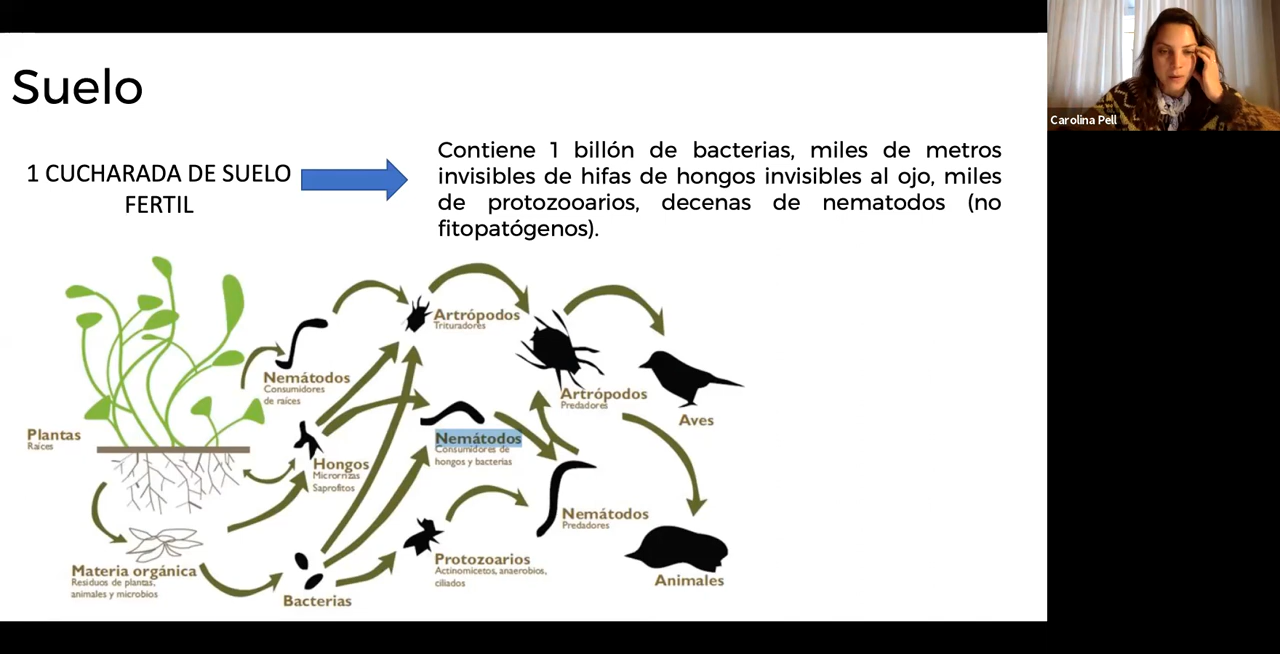 Suelo
Carolina Pell
1 CUCHARADA DE SUELO
FERTIL
Contiene 1 billón de bacterias, miles de metros
invisibles de hifas de hongos invisibles al ojo, miles
de protozooarios, decenas de nematodos (no
fitopatógenos).
Artrópodos
Trituradores
Nemátodos
Consumidores
de raíces
Artrópodos
Predadores
Aves
Plantas
Raíces
Nemátodos
Consumidores de
hongos y bacterias
Hongos
Micorrizas
Saprofitos
Nemátodos
Predadores
Materia orgánica
Residuos de plantas,
animales y microbios
Protozoarios
Actinomicetos, anaerobios,
ciliados
Animales
Bacterias